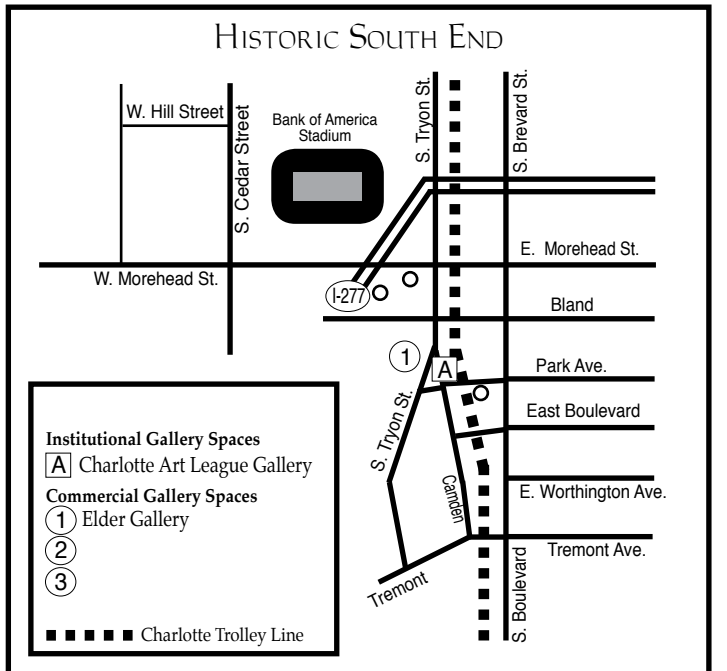 HISTORIC SOUTH END
W. Hill Street
S. Cedar Street
Bank of America
Stadium
S. Tryon St.
S. Brevard St.
E. Morehead St.
W. Morehead St.
I-277
Bland
1
A
Park Ave.
S. Tryon St.
East Boulevard
Camden
E. Worthington Ave.
Tremont Ave.
Tremont
S. Boulevard
Institutional Gallery Spaces
A Charlotte Art League Gallery
Commercial Gallery Spaces
1 Elder Gallery
2
3
Charlotte Trolley Line